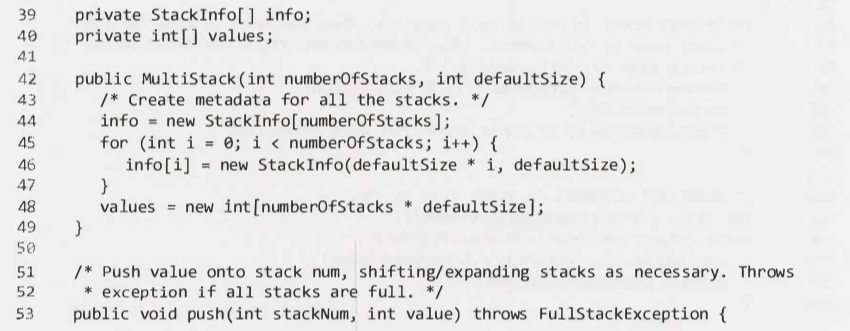 39 private StackInfo[] info;
40 private int[] values;
41
42 public MultiStack(int numberOfStacks, int defaultSize) {
43 /* Create metadata for all the stacks. */
44 info = new StackInfo[numberOfStacks];
45 for (int i = 0; i < numberOfStacks; i++) {
46 info[i] = new StackInfo(defaultSize * i, defaultSize);
47 }
48 values = new int[numberOfStacks * defaultSize];
49 }
50
51 /* Push value onto stack num, shifting/expanding stacks as necessary. Throws
52 * exception if all stacks are full. */
53 public void push(int stackNum, int value) throws FullStackException {